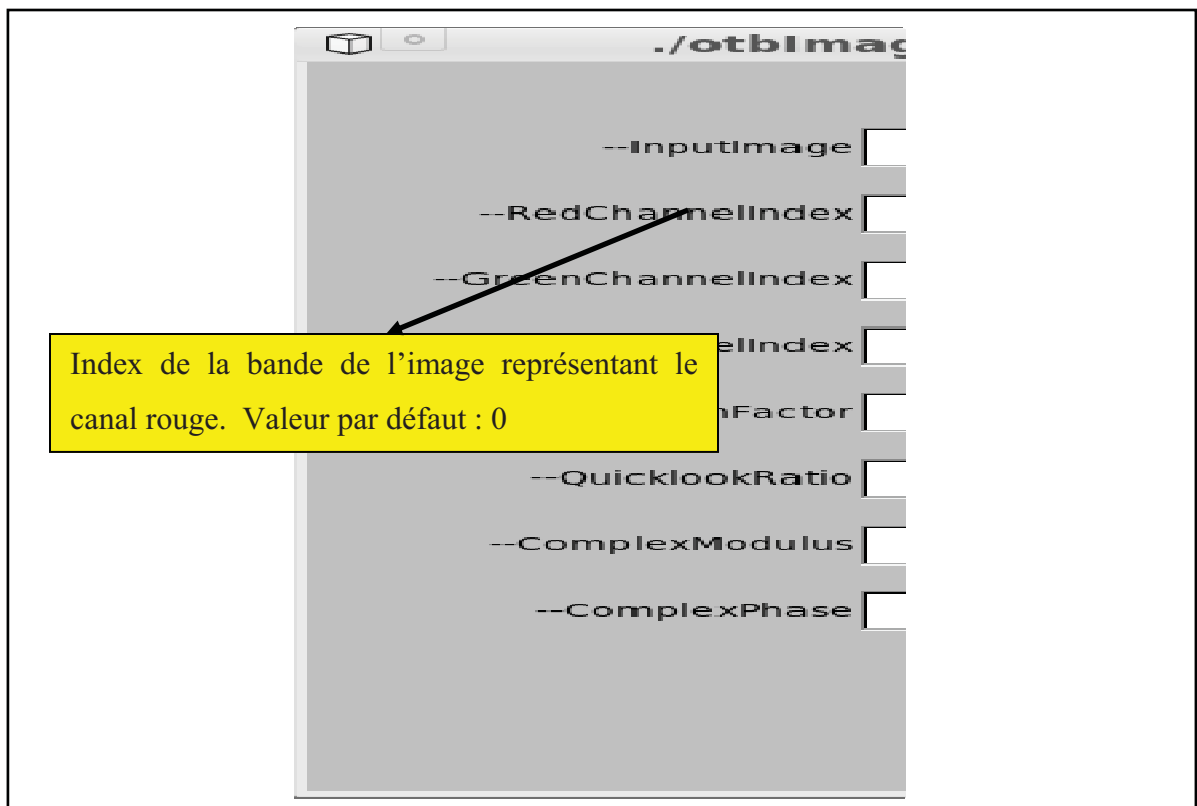 ./otbImag
--InputImage
--RedChannelIndex
--GreenChannelIndex
elIndex
Index de la bande de l’image représentant le
canal rouge. Valeur par défaut : 0
nFactor
--QuicklookRatio
--ComplexModulus
--ComplexPhase